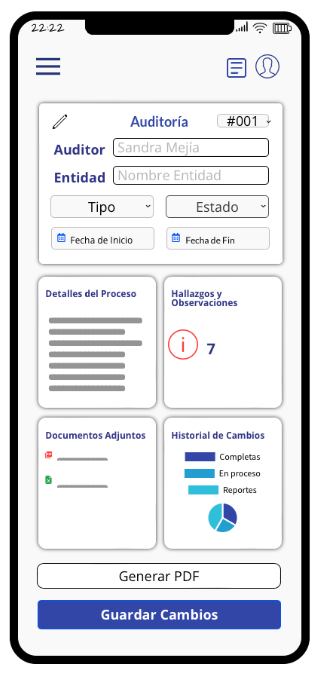 22:22
Auditoría
#001
Auditor
Sandra Mejía
Entidad
Nombre Entidad
Tipo
Estado
Fecha de Inicio
Fecha de Fin
Detalles del Proceso
Hallazgos y
Observaciones
i
7
Documentos Adjuntos
Historial de Cambios
Completas
En proceso
Reportes
Generar PDF
Guardar Cambios